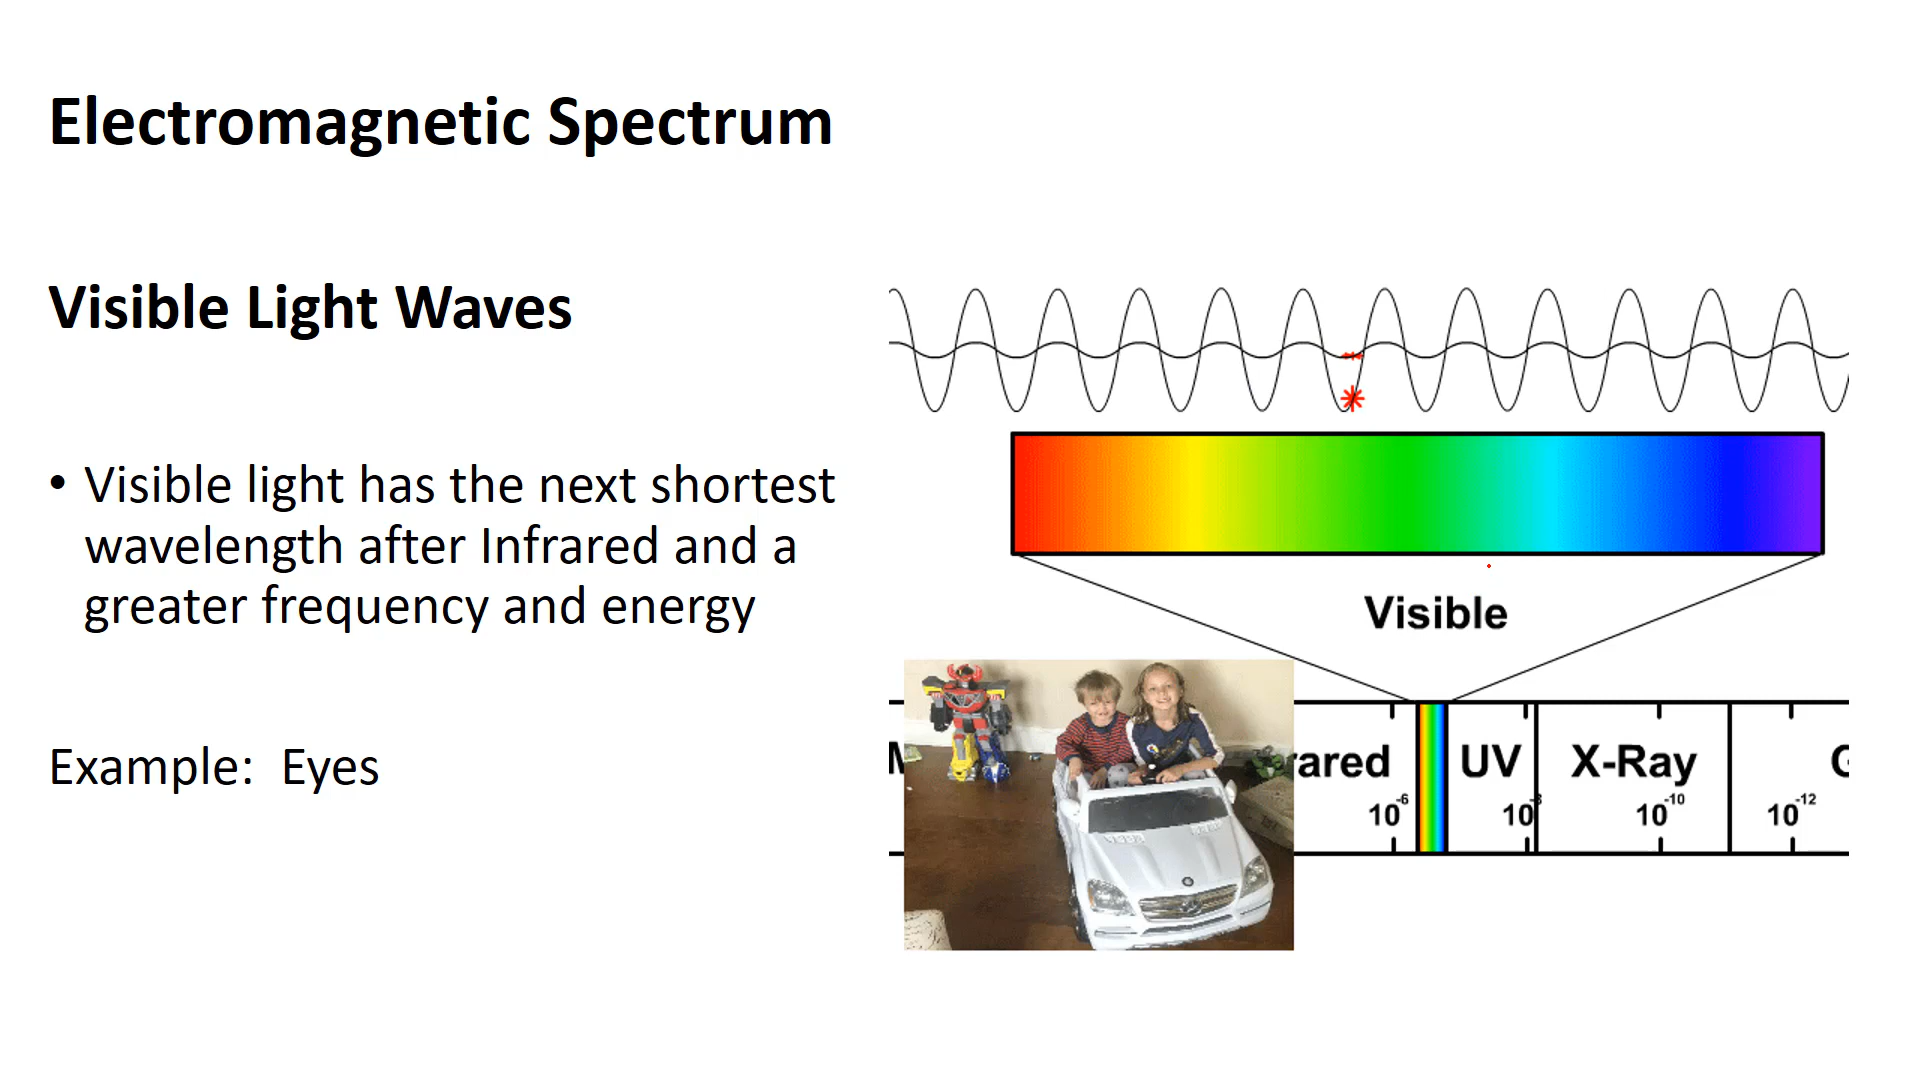 Electromagnetic Spectrum
Visible Light Waves
• Visible light has the next shortest
wavelength after Infrared and a
greater frequency and energy
Example: Eyes
Visible
rared UV X-Ray
10-6 10-8 10-10 10-12